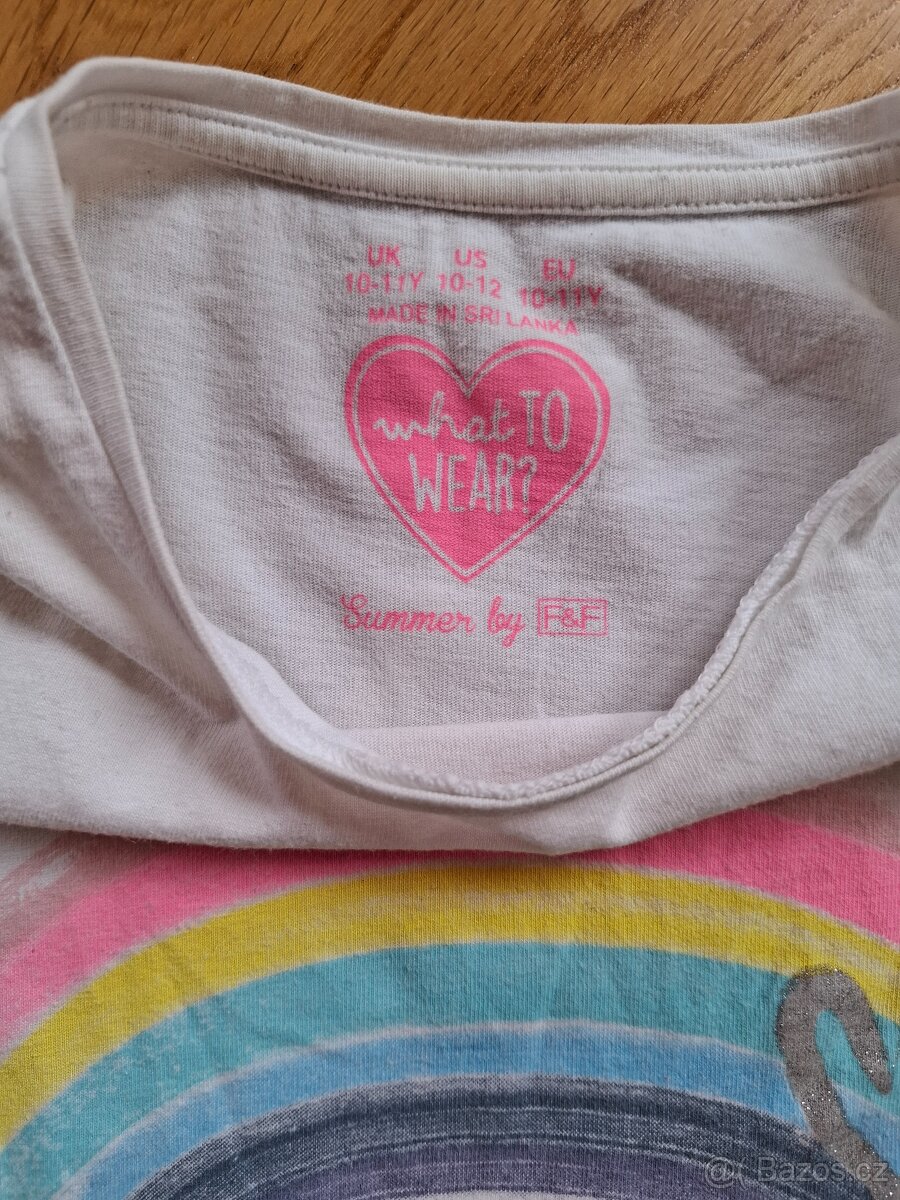 UK US EU
10-11Y 10-12 10-11Y
MADE IN SRI LANKA
what TO
WEAR?
Summer by F&F
@ Bazos.cz